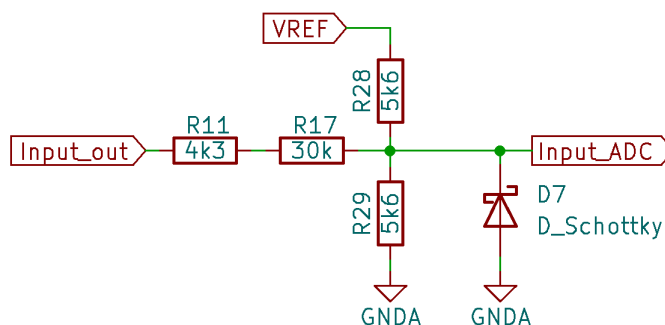 VREF
R28
5k6
R11
R17
Input_out
4k3
30k
Input_ADC
R29
5k6
D7
D_Schottky
GNDA
GNDA